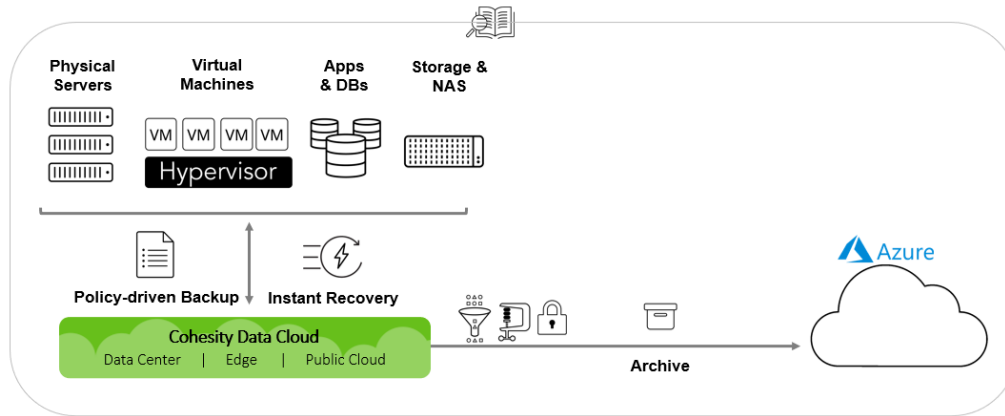 Physical
Servers
Virtual
Machines
Apps
& DBs
Storage &
NAS
VM VM VM VM
Hypervisor
Policy-driven Backup
Instant Recovery
Azure
Cohesity Data Cloud
Data Center | Edge | Public Cloud
Archive